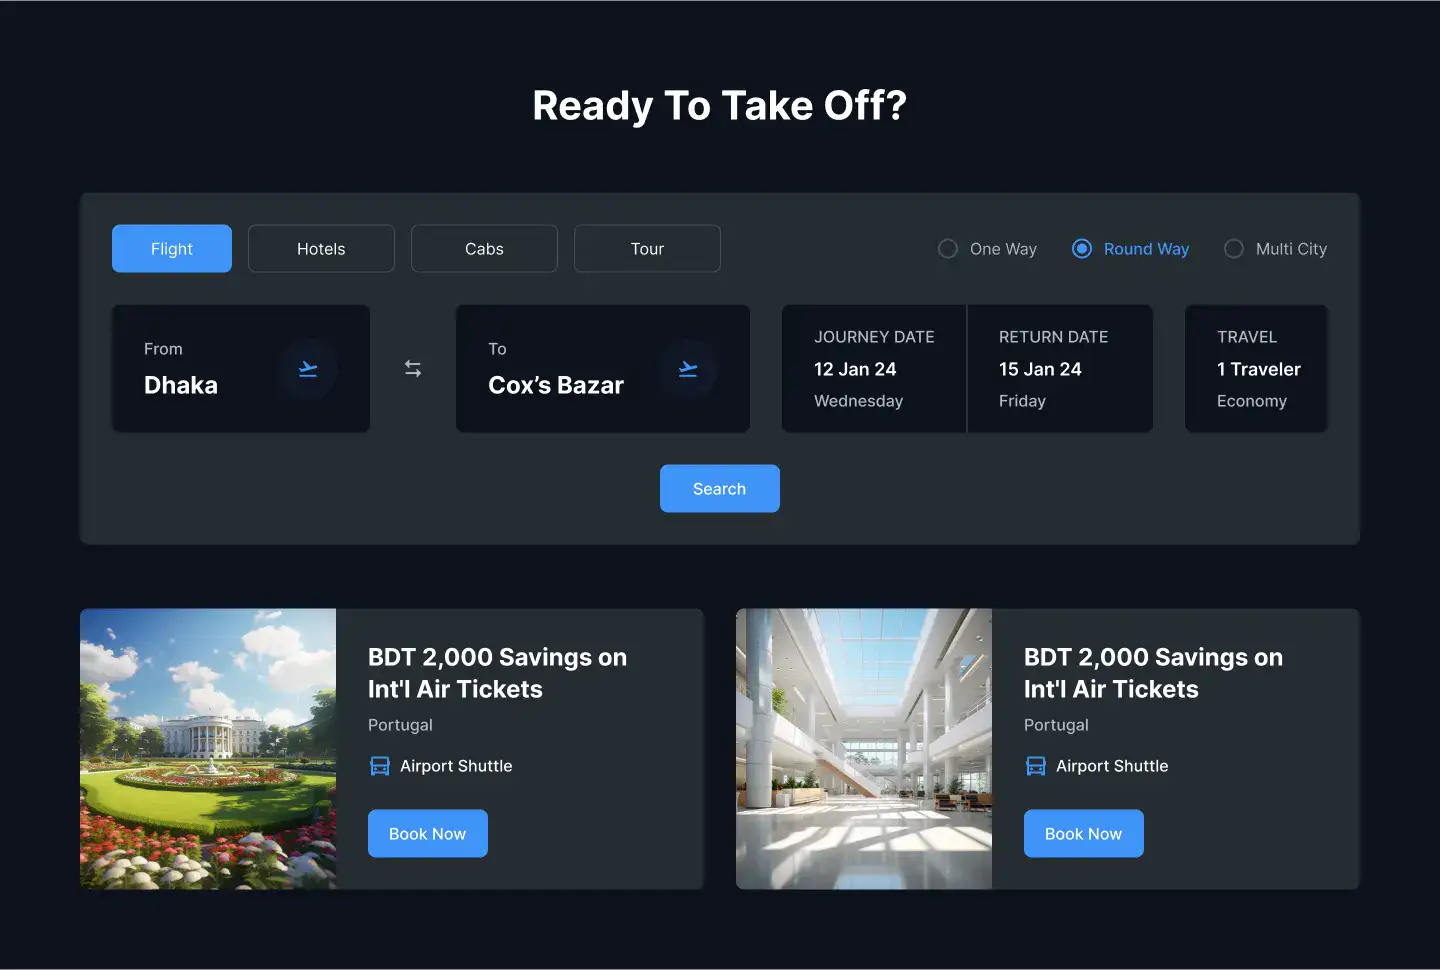 Ready To Take Off?
Flight
Hotels
Cabs
Tour
One Way
Round Way
Multi City
From
Dhaka
To
Cox’s Bazar
JOURNEY DATE
12 Jan 24
Wednesday
RETURN DATE
15 Jan 24
Friday
TRAVEL
1 Traveler
Economy
Search
BDT 2,000 Savings on
Int'l Air Tickets
Portugal
Airport Shuttle
Book Now
BDT 2,000 Savings on
Int'l Air Tickets
Portugal
Airport Shuttle
Book Now